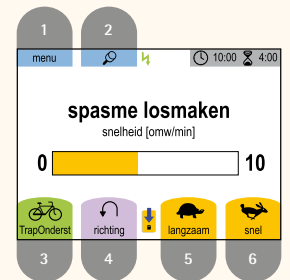 1 2
menu 10:00 4:00
spasme losmaken
snelheid [omw/min]
0 10
TrapOnderst richting langzaam snel
3 4 5 6